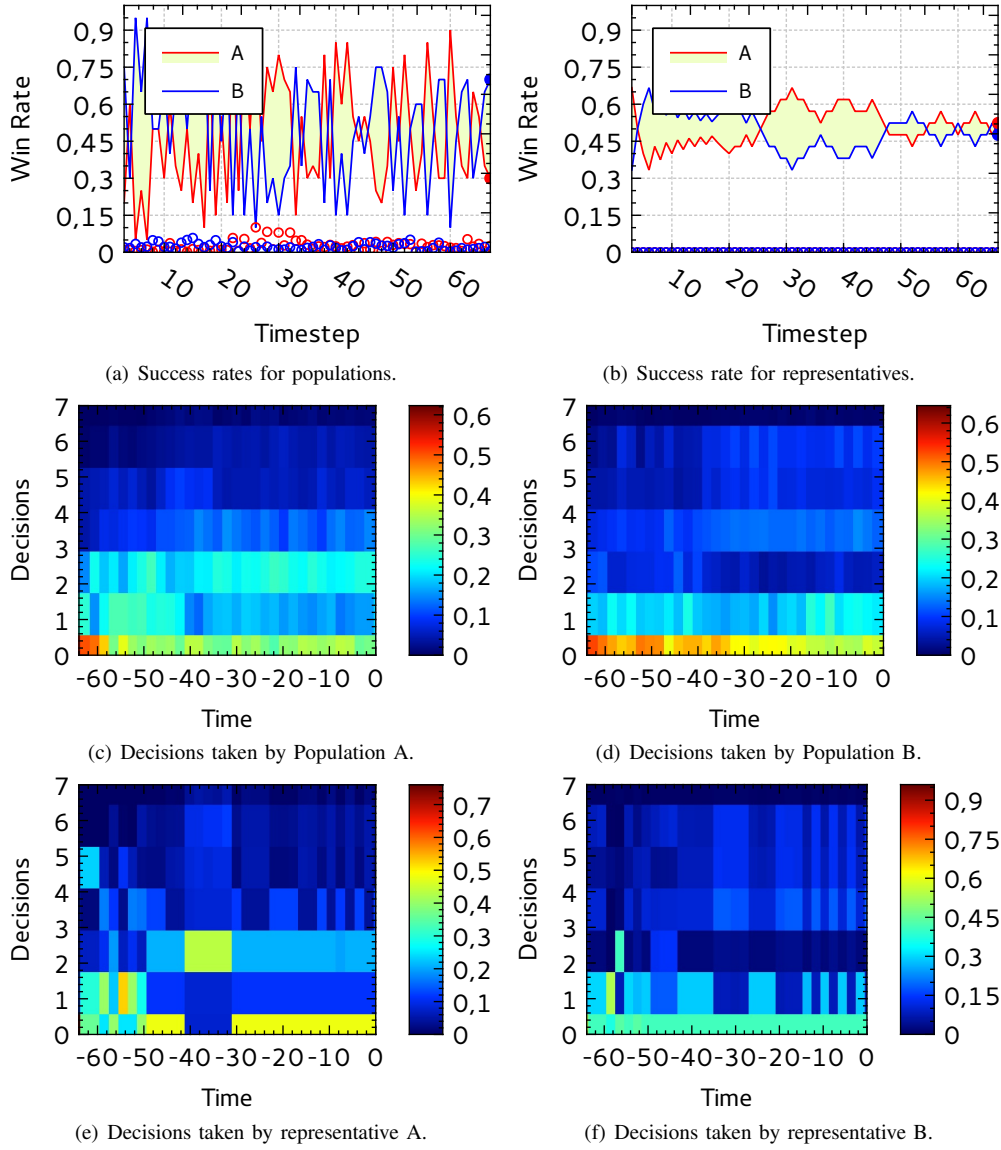 0,9
0,75
0,6
0,45
0,3
0,15
0
Win Rate
A
B
10 20 30 40 50 60
Timestep
(a) Success rates for populations.
0,9
0,75
0,6
0,45
0,3
0,15
0
Win Rate
A
B
10 20 30 40 50 60
Timestep
(b) Success rate for representatives.
7
6
5
4
3
2
1
0
Decisions
-60 -50 -40 -30 -20 -10 0
Time
0,6
0,5
0,4
0,3
0,2
0,1
0
(c) Decisions taken by Population A.
7
6
5
4
3
2
1
0
Decisions
-60 -50 -40 -30 -20 -10 0
Time
0,6
0,5
0,4
0,3
0,2
0,1
0
(d) Decisions taken by Population B.
7
6
5
4
3
2
1
0
Decisions
-60 -50 -40 -30 -20 -10 0
Time
0,7
0,6
0,5
0,4
0,3
0,2
0,1
0
(e) Decisions taken by representative A.
7
6
5
4
3
2
1
0
Decisions
-60 -50 -40 -30 -20 -10 0
Time
0,9
0,75
0,6
0,45
0,3
0,15
0
(f) Decisions taken by representative B.